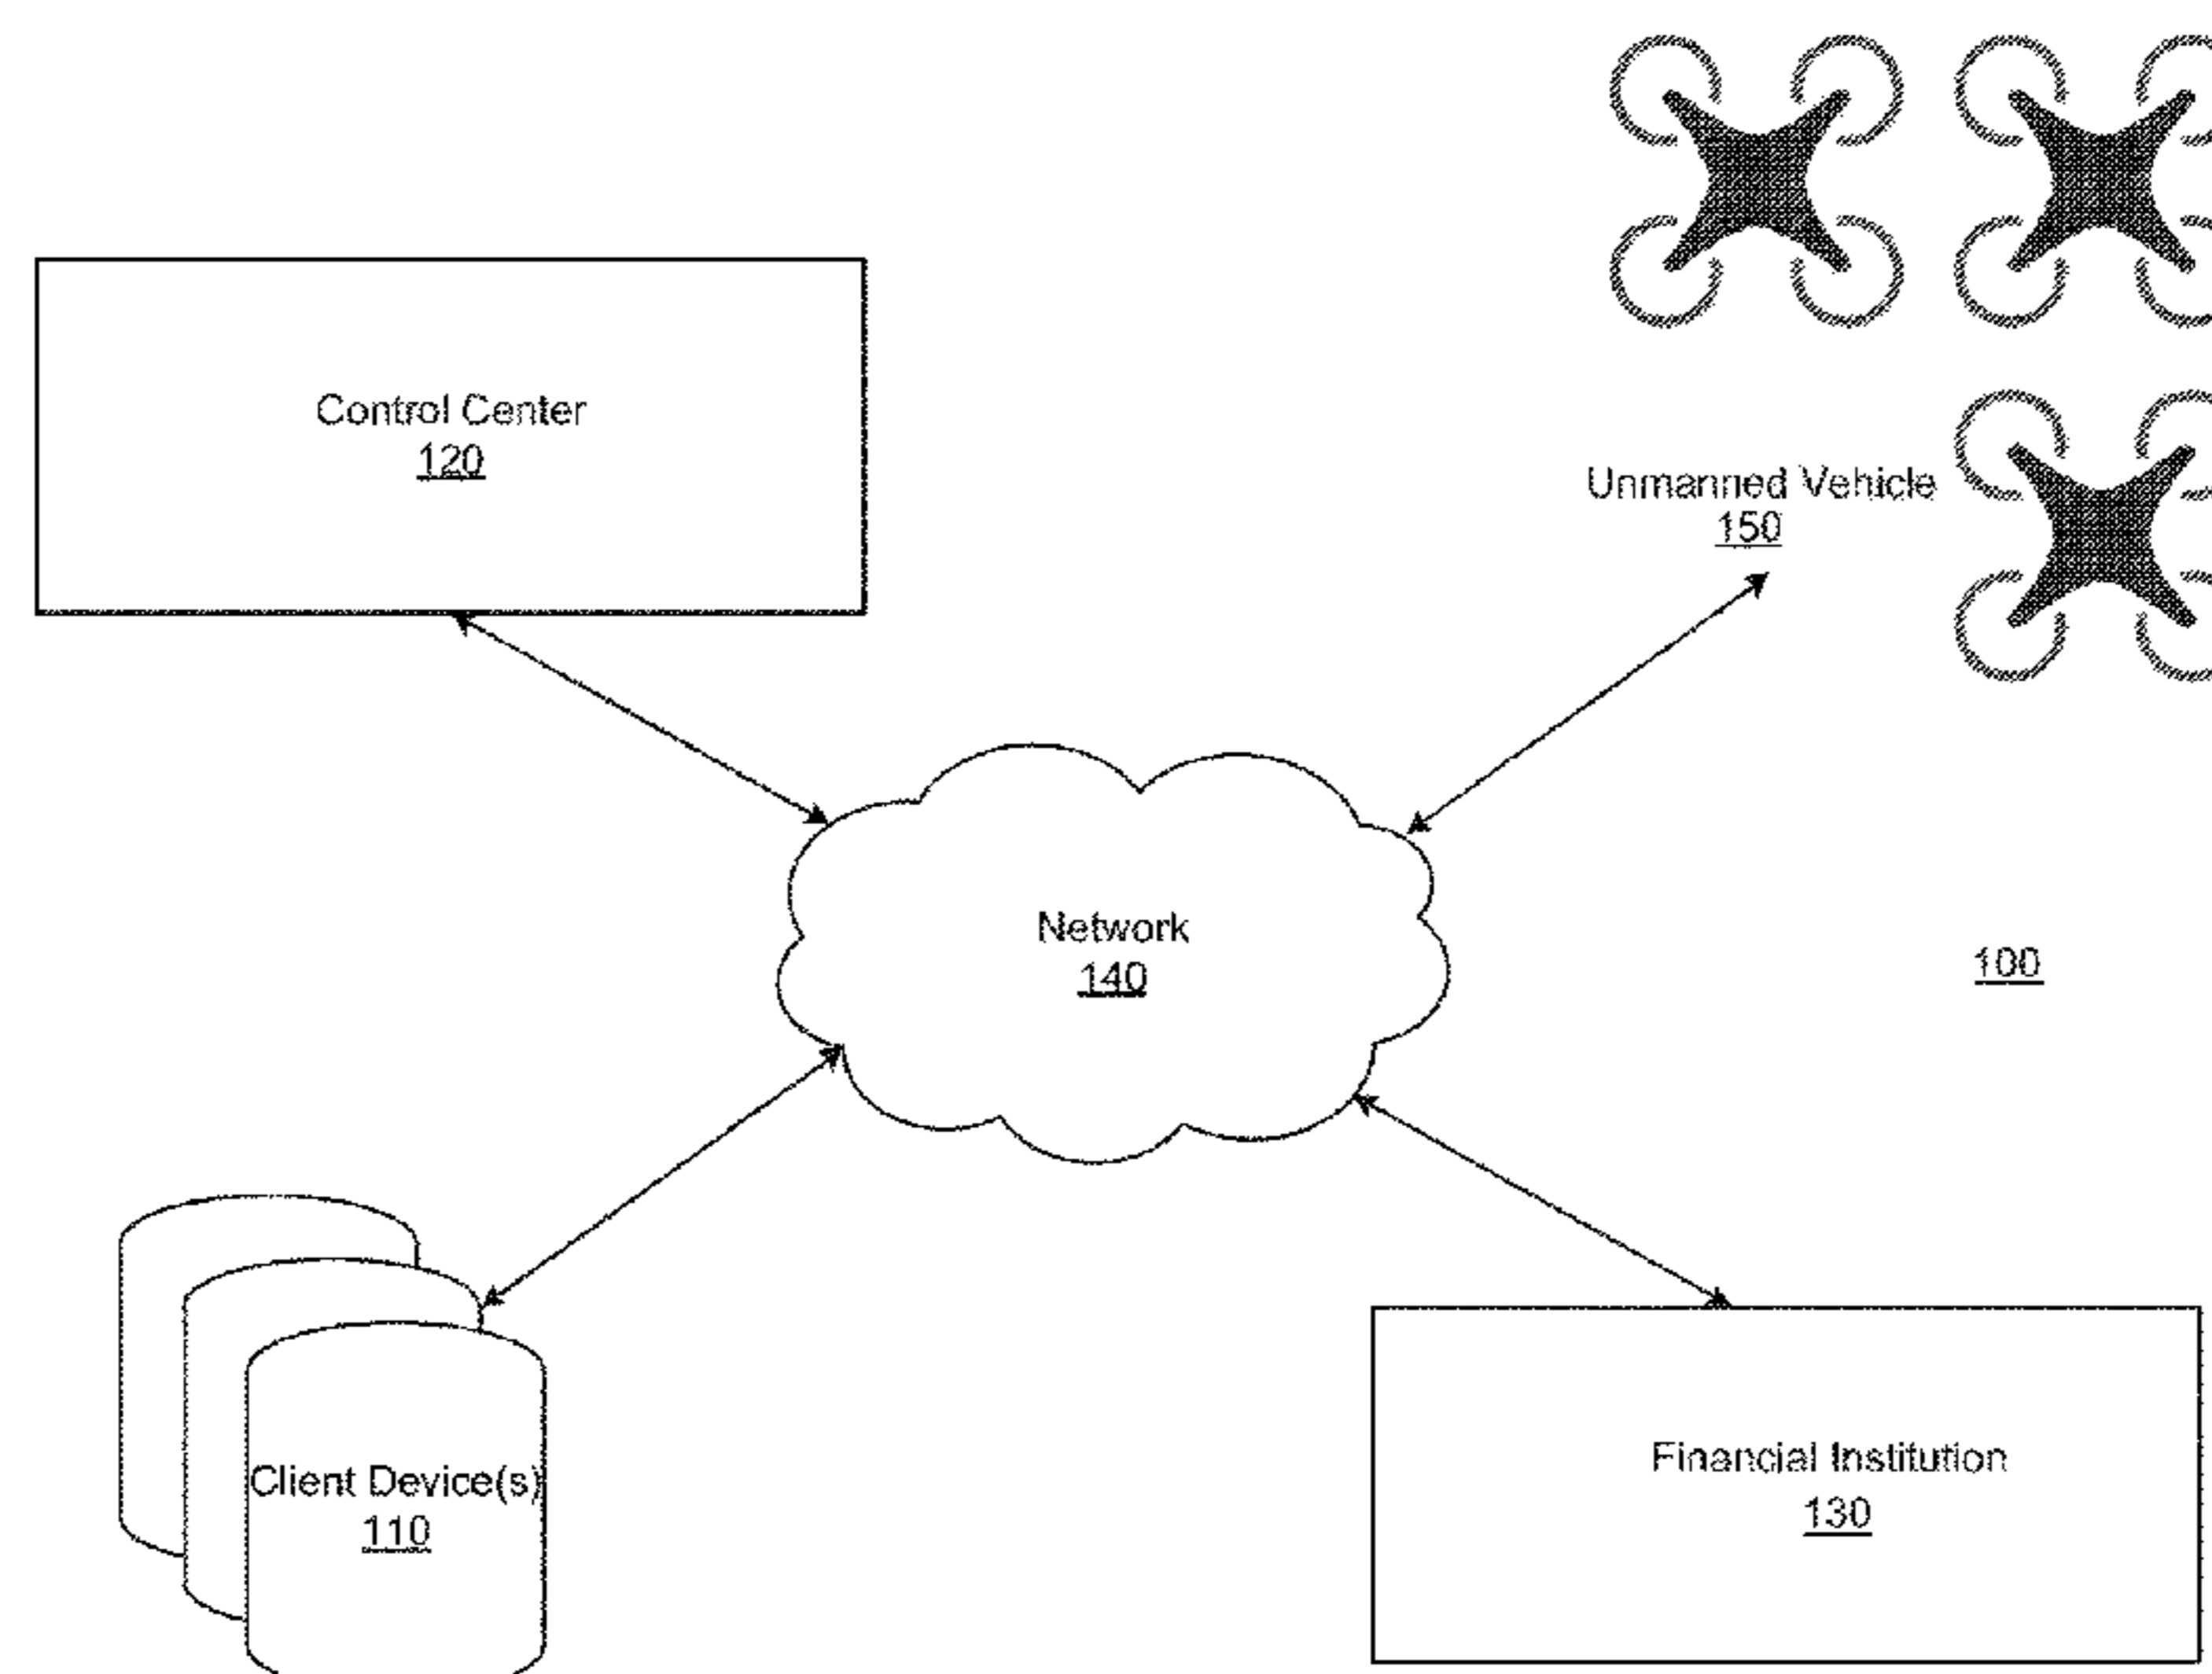 Control Center
120
Unmanned Vehicle
150
Network
140
100
Client Device(s)
110
Financial Institution
130